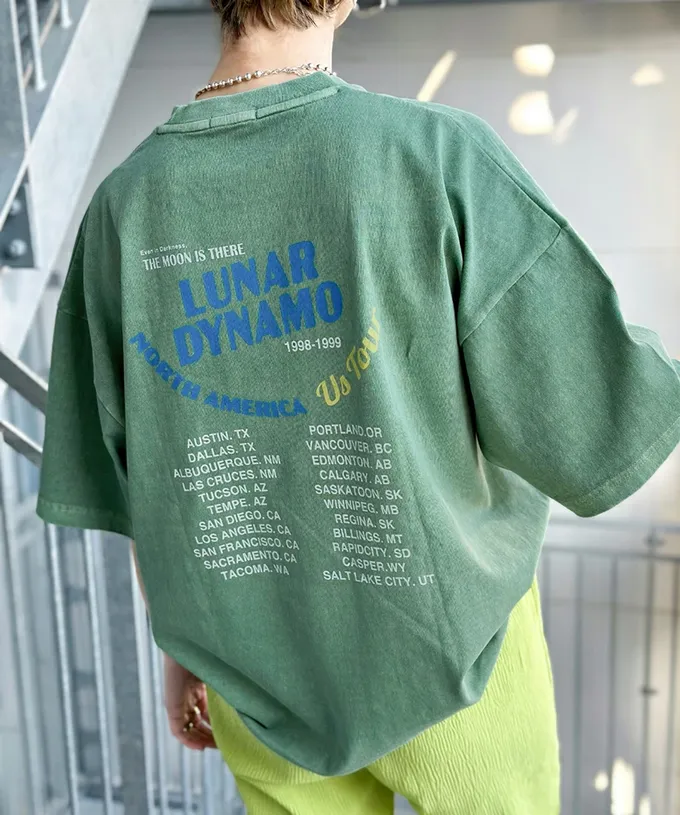 Even in Darkness,
THE MOON IS THERE
LUNAR
DYNAMO
1998-1999
NORTH AMERICA Us Tour
AUSTIN. TX
DALLAS. TX
ALBUQUERQUE. NM
LAS CRUCES, NM
TUCSON. AZ
TEMPE. AZ
SAN DIEGO. CA
LOS ANGELES. CA
SAN FRANCISCO. CA
SACRAMENTO. CA
TACOMA. WA
PORTLAND.OR
VANCOUVER. BC
EDMONTON. AB
CALGARY. AB
SASKATOON. SK
WINNIPEG. MB
REGINA. SK
BILLINGS. MT
RAPIDCITY. SD
CASPER.WY
SALT LAKE CITY. UT